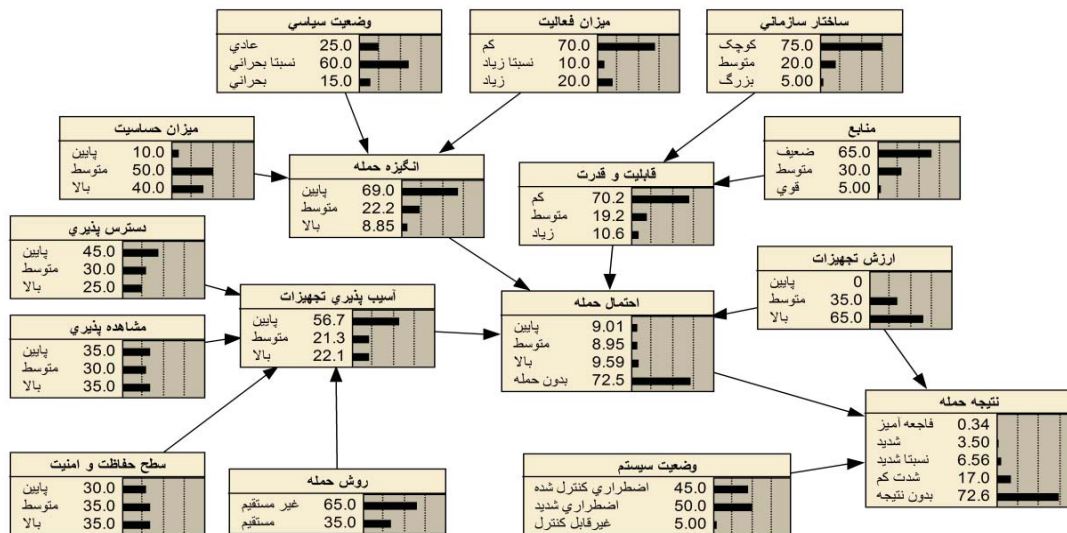 وضعيت سياسي
عادي 25.0
نسبتا بحراني 60.0
بحراني 15.0
ميزان فعاليت
کم 70.0
نسبتا زياد 10.0
زياد 20.0
ساختار سازماني
کوچک 75.0
متوسط 20.0
بزرگ 5.00
ميزان حساسيت
پايين 10.0
متوسط 50.0
بالا 40.0
انگيزه حمله
پايين 69.0
متوسط 22.2
بالا 8.85
قابليت و قدرت
کم 70.2
متوسط 19.2
زياد 10.6
منابع
ضعيف 65.0
متوسط 30.0
قوي 5.00
دسترس پذيري
پايين 45.0
متوسط 30.0
بالا 25.0
آسيب پذيري تجهيزات
پايين 56.7
متوسط 21.3
بالا 22.1
احتمال حمله
پايين 9.01
متوسط 8.95
بالا 9.59
بدون حمله 72.5
ارزش تجهيزات
پايين 0
متوسط 35.0
بالا 65.0
مشاهده پذيري
پايين 35.0
متوسط 30.0
بالا 35.0
نتيجه حمله
فاجعه آميز 0.34
شديد 3.50
نسبتا شديد 6.56
شدت کم 17.0
بدون نتيجه 72.6
سطح حفاظت و امنيت
پايين 30.0
متوسط 35.0
بالا 35.0
روش حمله
غير مستقيم 65.0
مستقيم 35.0
وضعيت سيستم
اضطراري کنترل شده 45.0
اضطراري شديد 50.0
غيرقابل کنترل 5.00